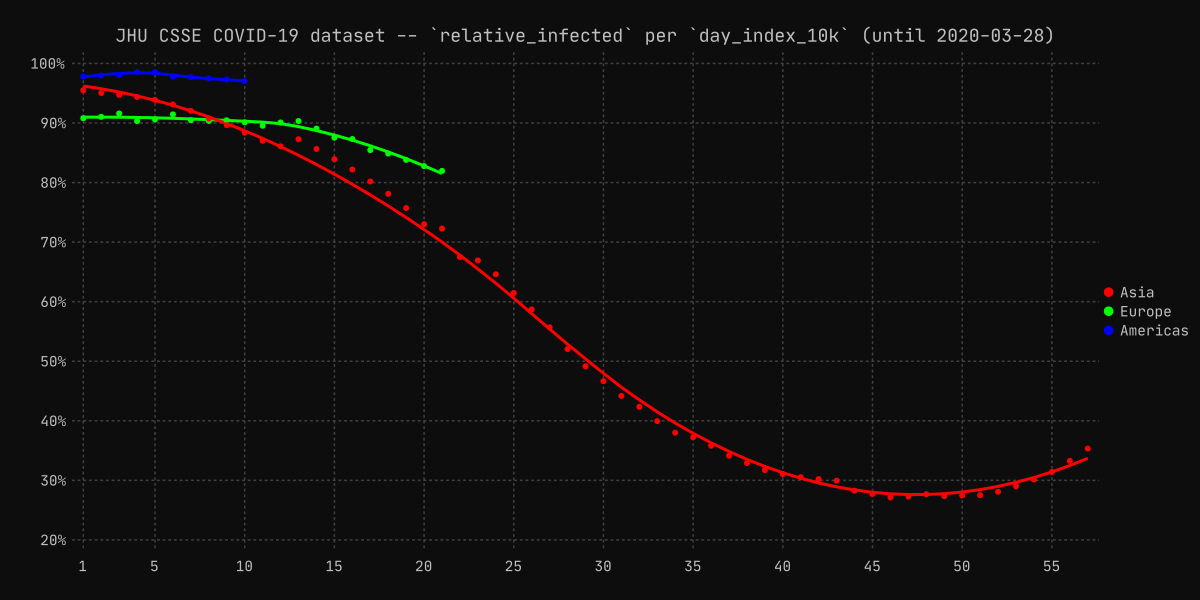 JHU CSSE COVID-19 dataset -- `relative_infected` per `day_index_10k` (until 2020-03-28)
100%
90%
80%
70%
60%
50%
40%
30%
20%
1 5 10 15 20 25 30 35 40 45 50 55
Asia
Europe
Americas